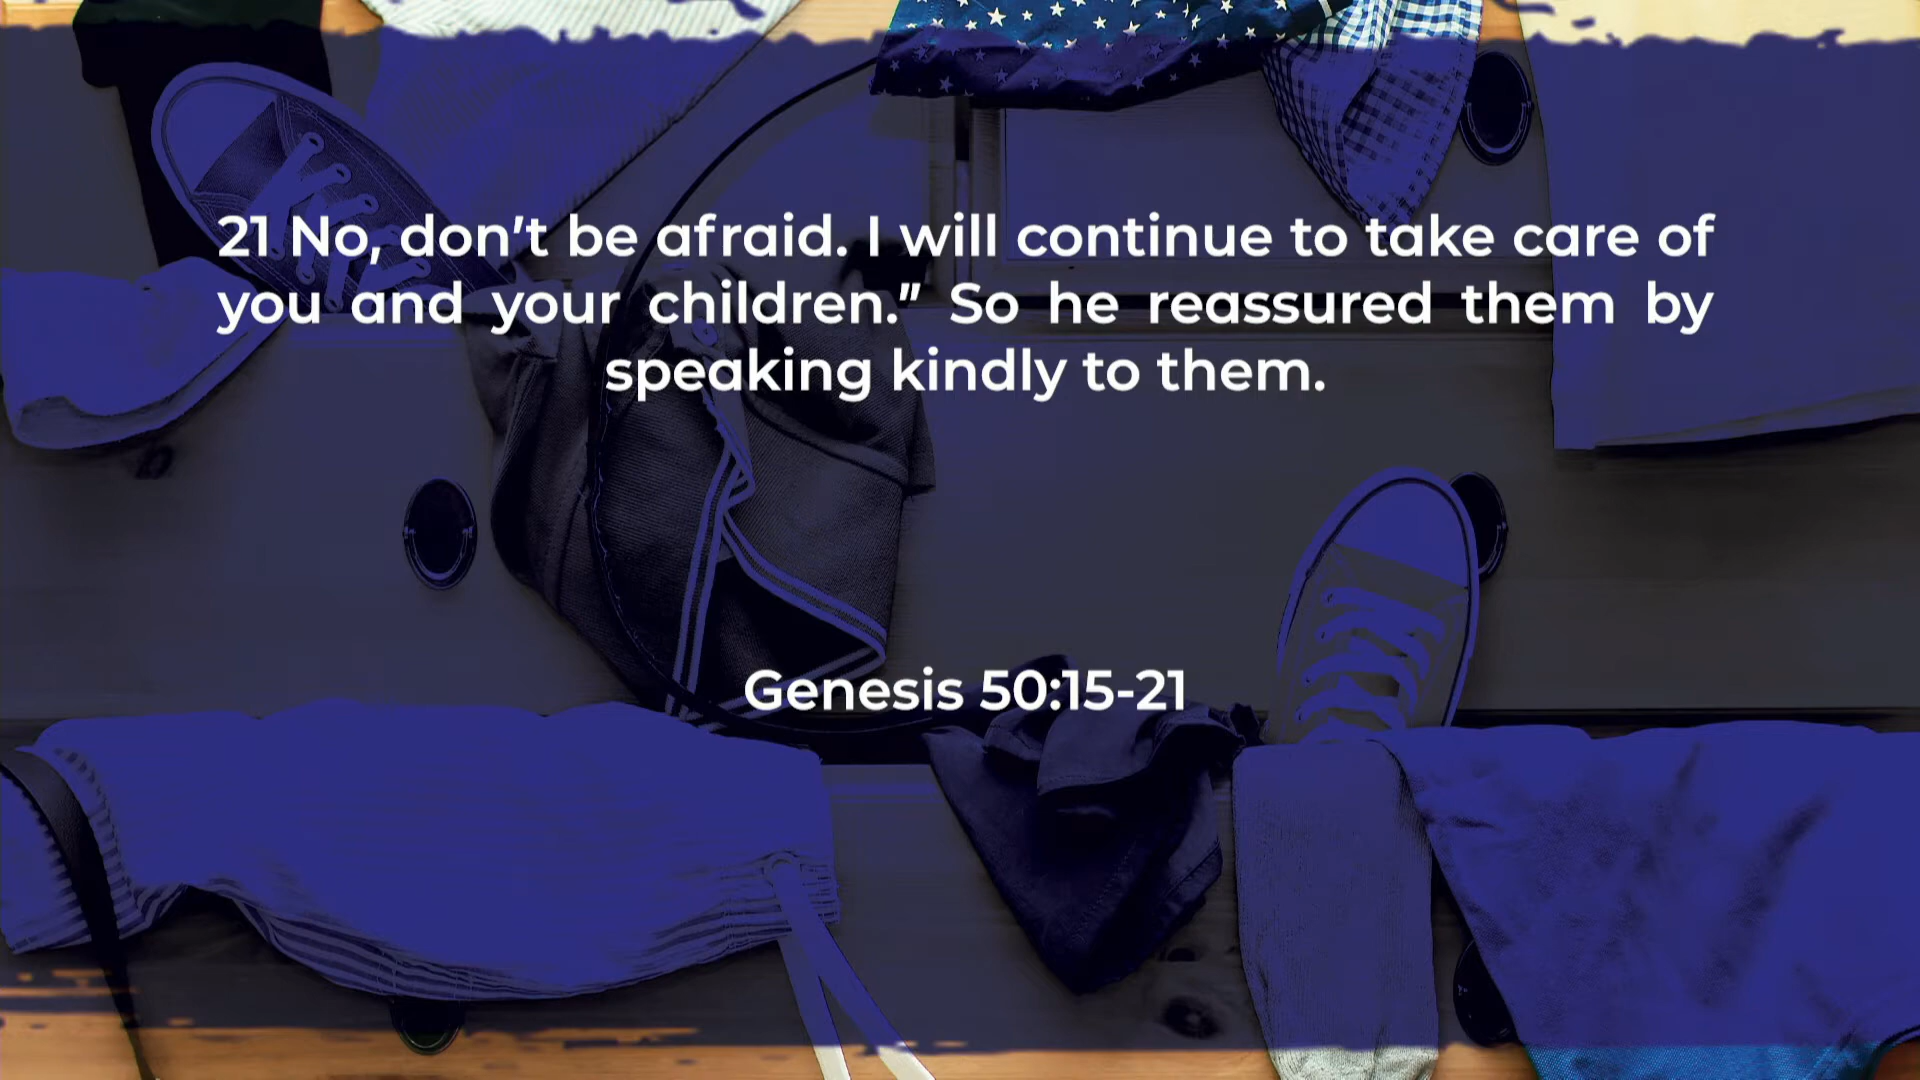 21 No, don't be afraid. I will continue to take care of
you and your children." So he reassured them by
speaking kindly to them.
Genesis 50:15-21